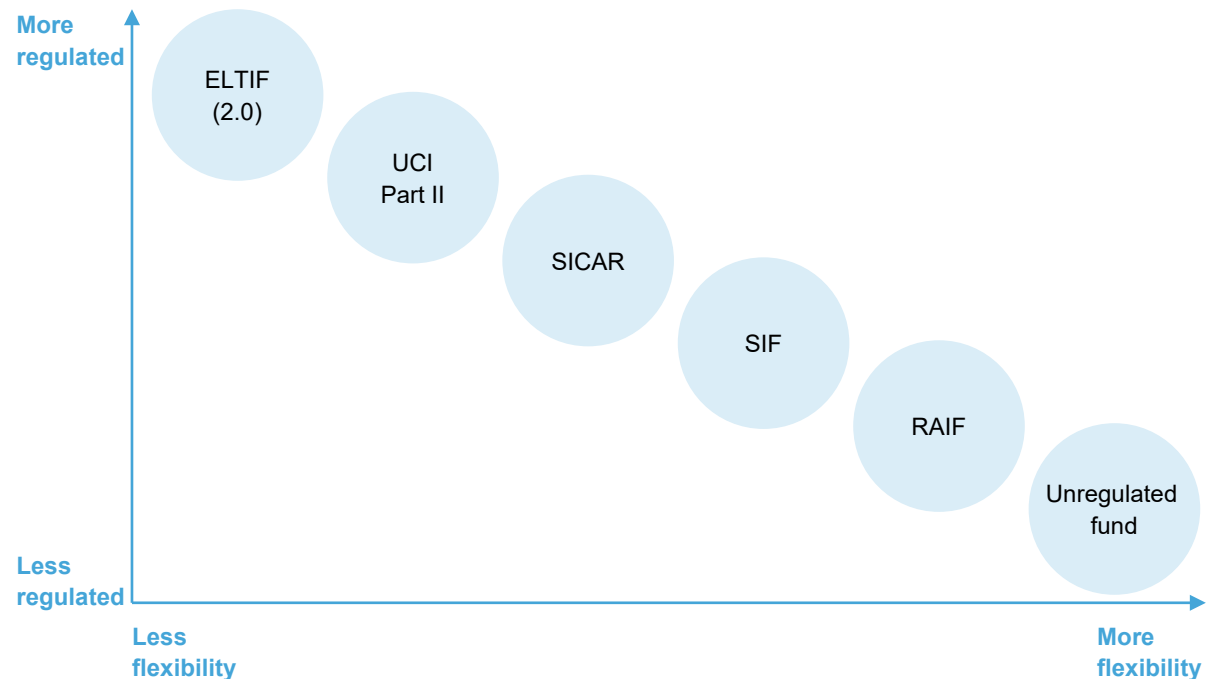 More
regulated
ELTIF
(2.0)
UCI
Part II
SICAR
SIF
RAIF
Unregulated
fund
Less
regulated
Less
flexibility
More
flexibility